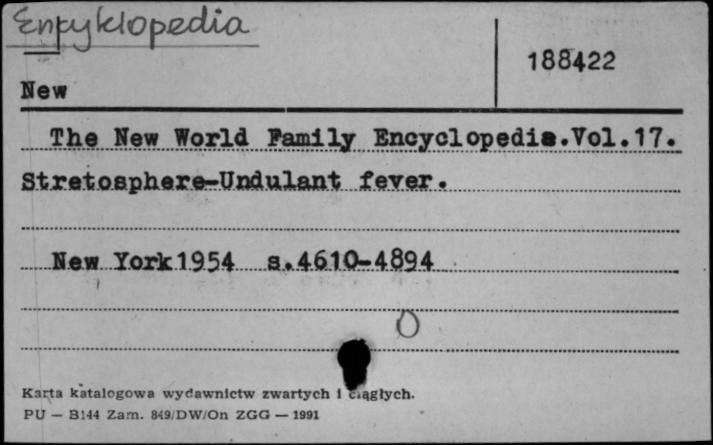 Encyklopedia
188422
New
The New World Family Encyclopedia.Vol.17.
Stretosphere-Undulant fever.
New York 1954 s.4610-4894
O
Karta katalogowa wydawnictw zwartych i ciągłych.
PU — B144 Zam. 849/DW/On ZGG — 1991